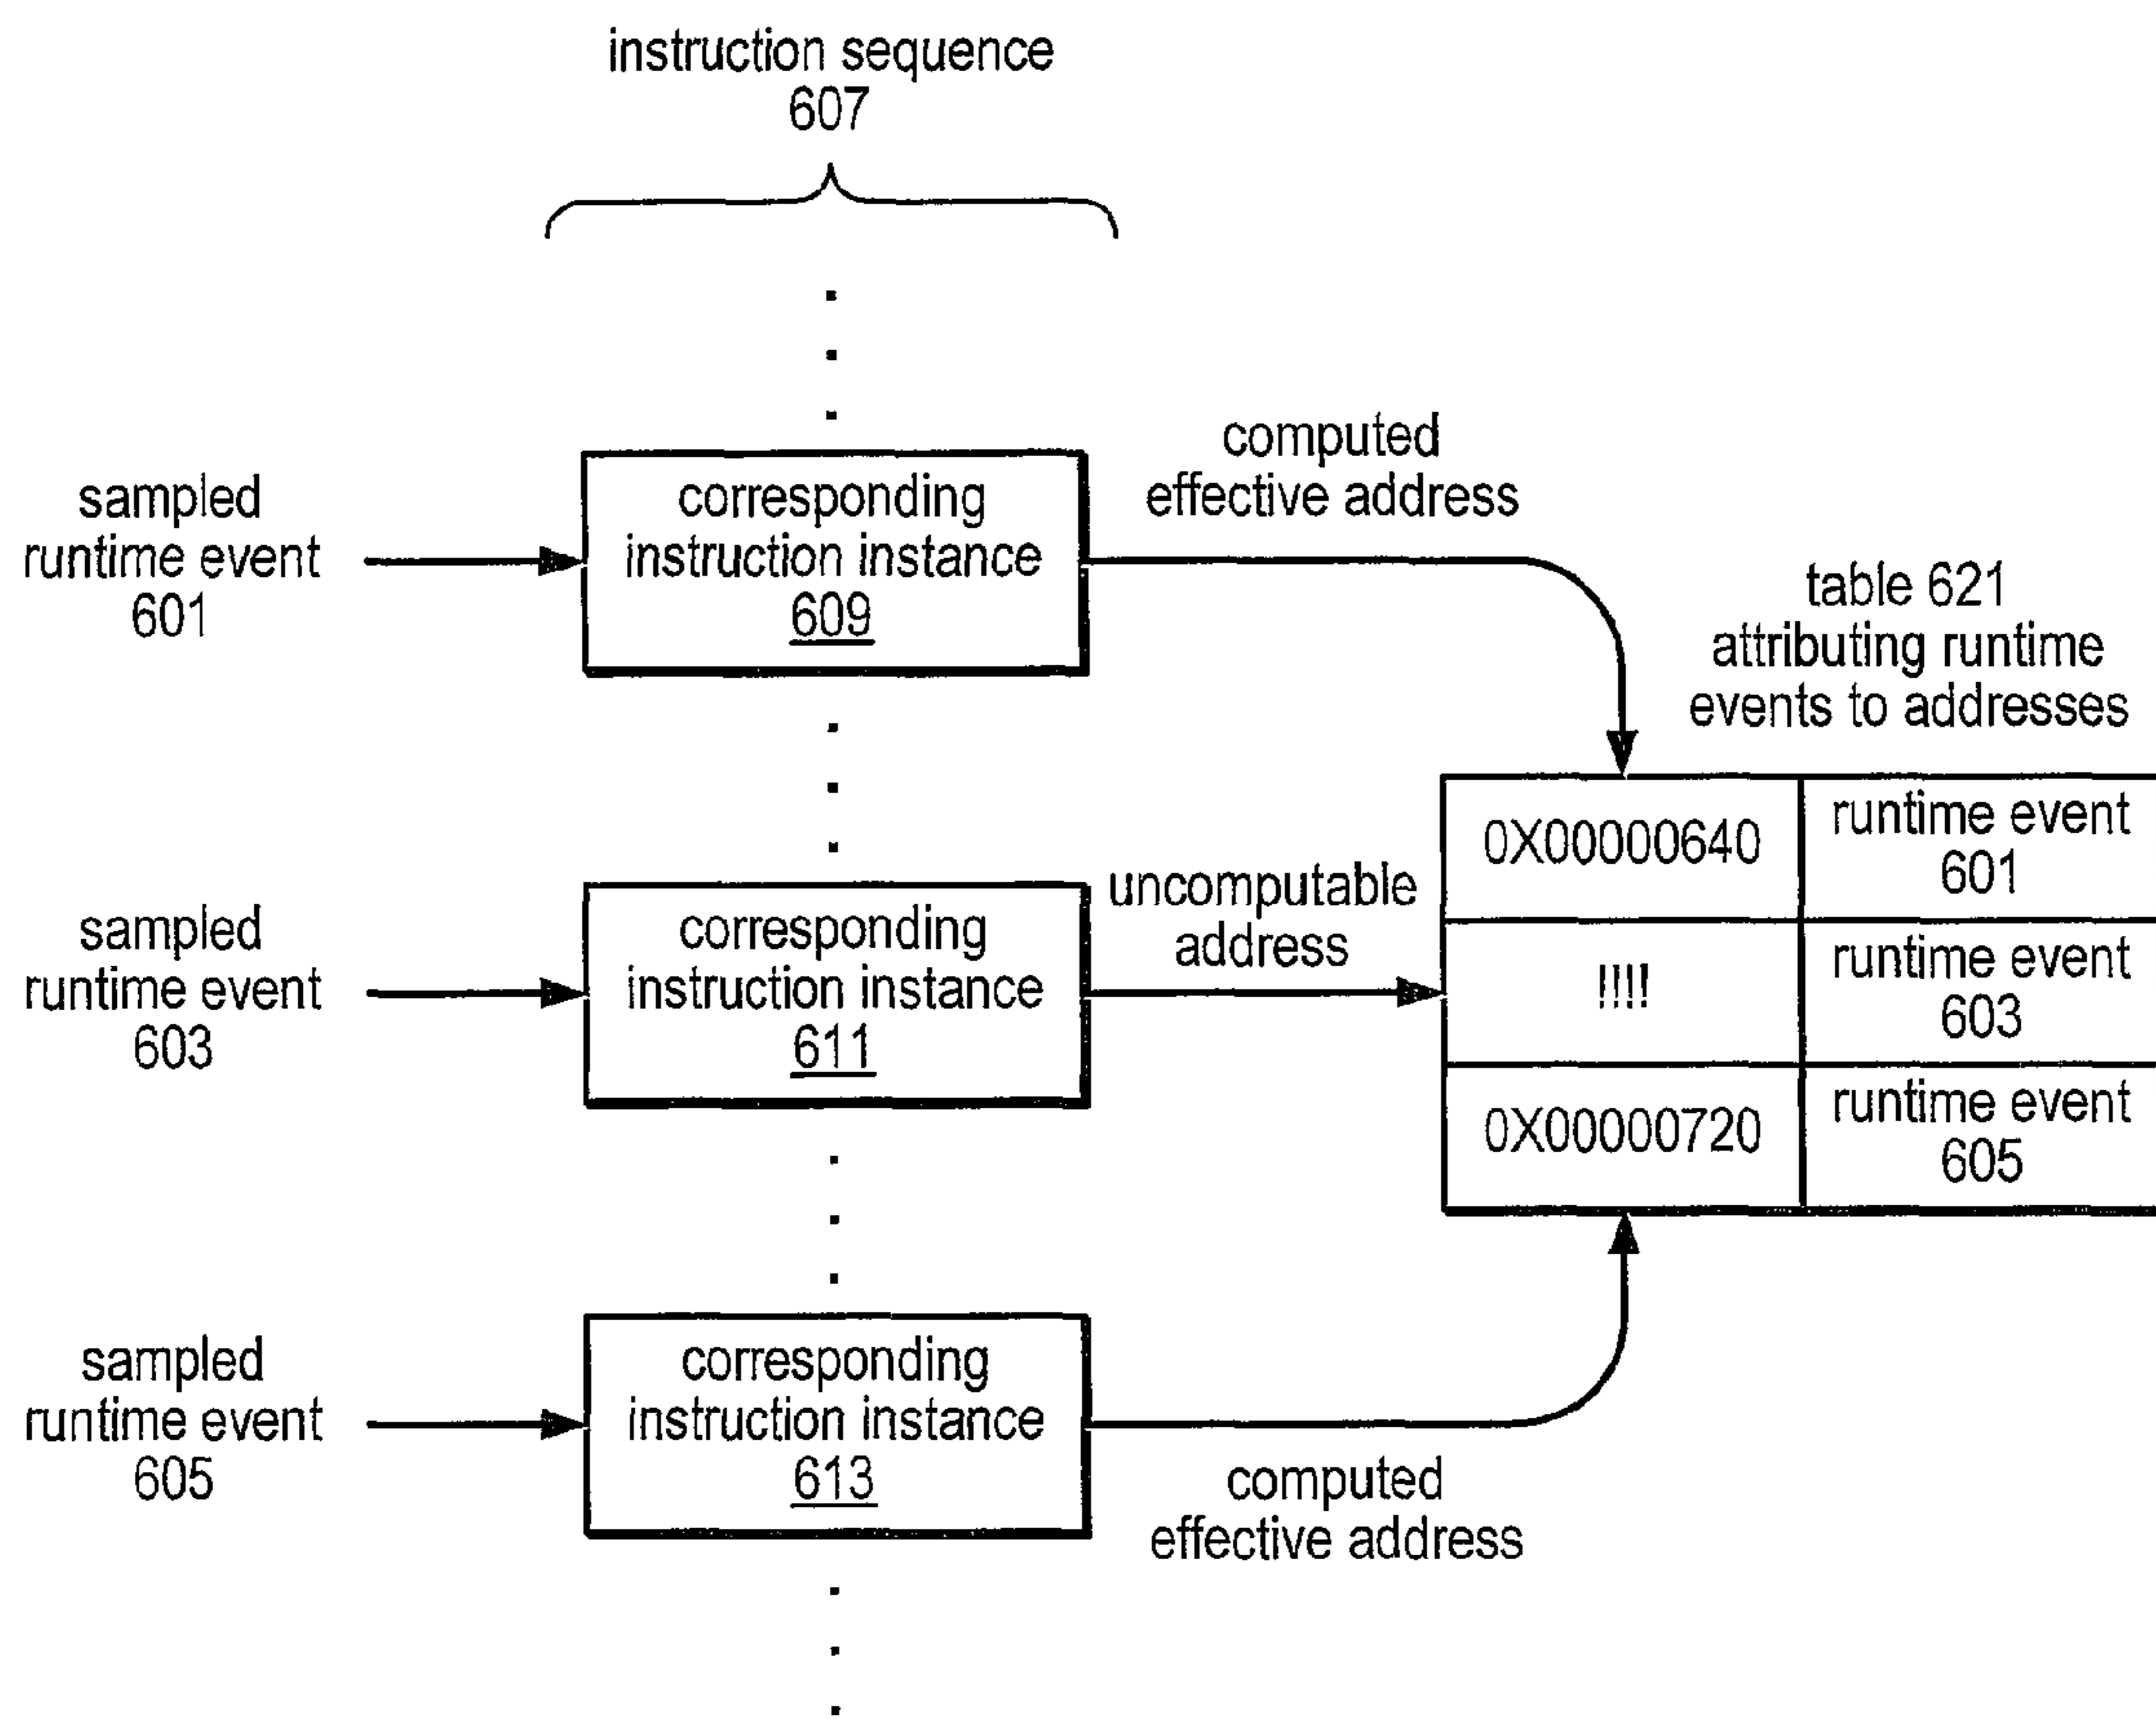 instruction sequence
607
sampled
runtime event
601
corresponding
instruction instance
609
computed
effective address
table 621
attributing runtime
events to addresses
sampled
runtime event
603
corresponding
instruction instance
611
uncomputable
address
0X00000640
runtime event
601
!!!!
runtime event
603
0X00000720
runtime event
605
sampled
runtime event
605
corresponding
instruction instance
613
computed
effective address